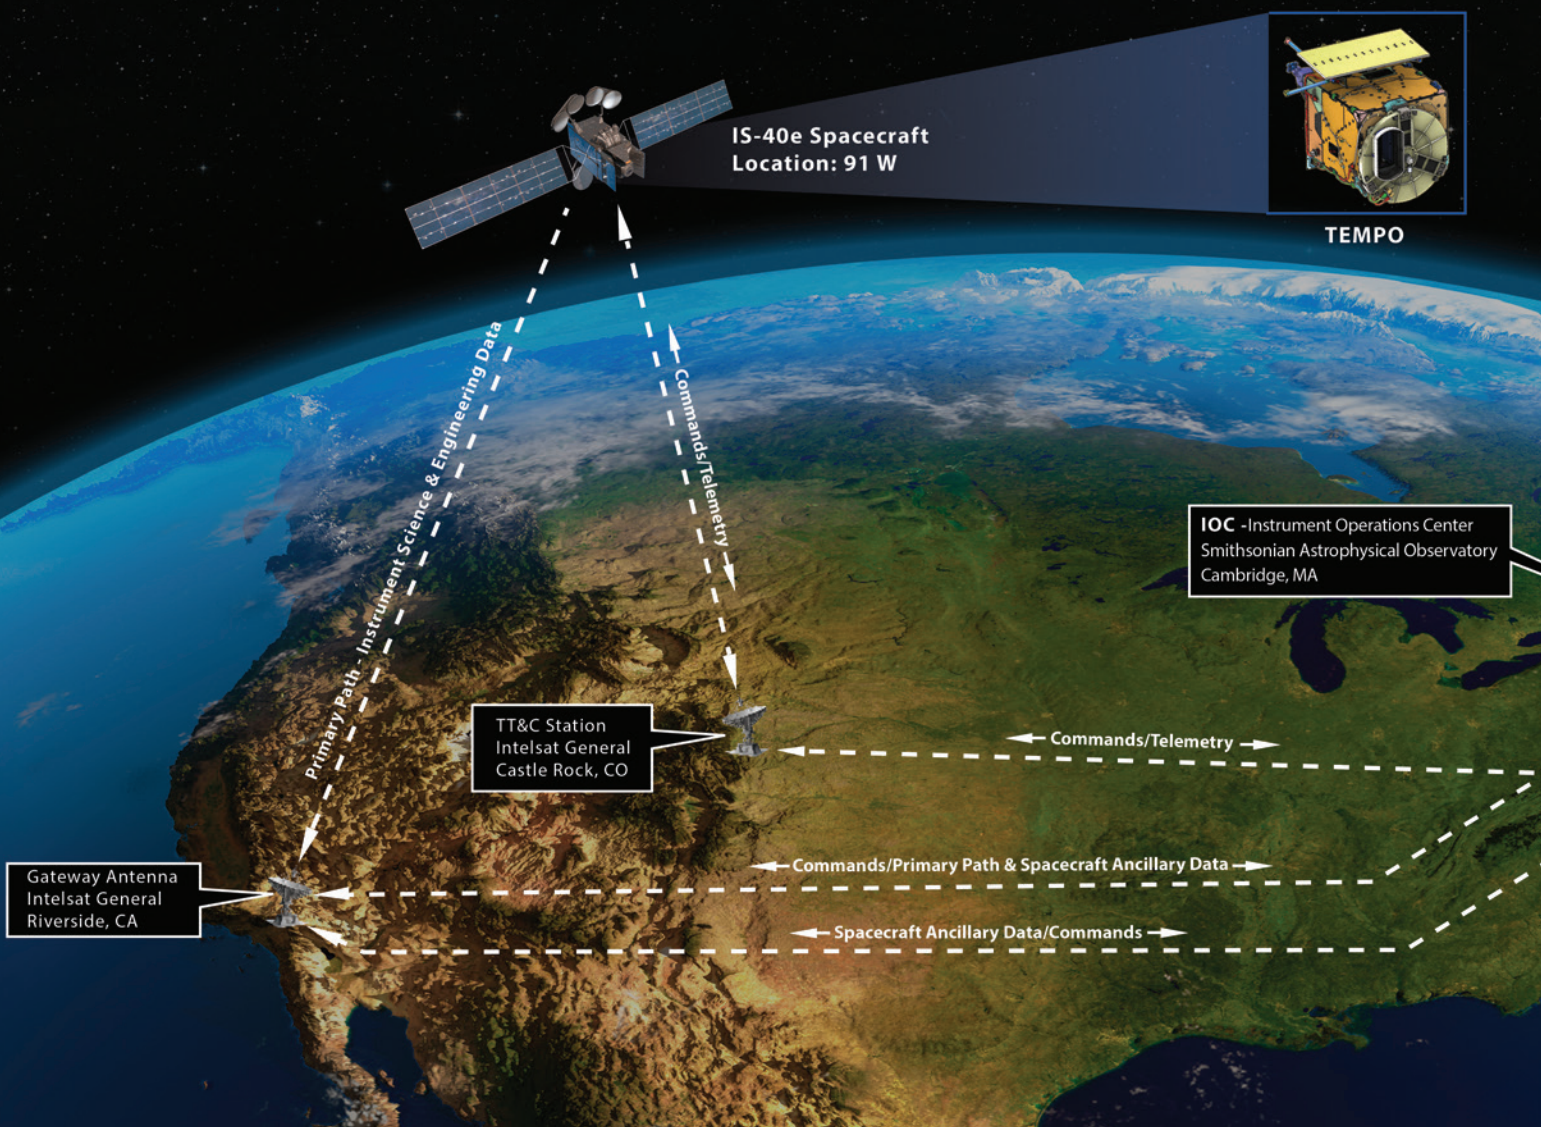 IS-40e Spacecraft
Location: 91 W
TEMPO
Primary Path - Instrument Science & Engineering Data
Commands/Telemetry
IOC -Instrument Operations Center
Smithsonian Astrophysical Observatory
Cambridge, MA
TT&C Station
Intelsat General
Castle Rock, CO
Commands/Telemetry
Gateway Antenna
Intelsat General
Riverside, CA
Commands/Primary Path & Spacecraft Ancillary Data
Spacecraft Ancillary Data/Commands